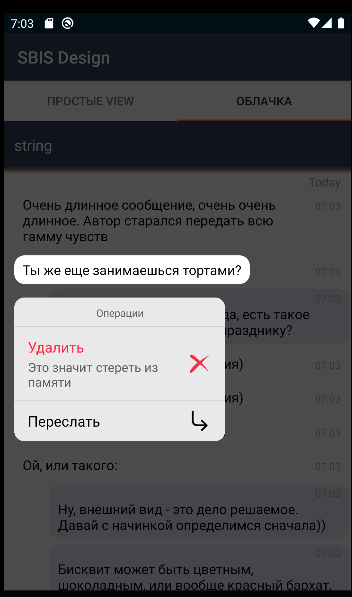 7:03
SBIS Design
ПРОСТЫЕ VIEW
ОБЛАЧКА
string
Today
Очень длинное сообщение, очень очень
длинное. Автор старался передать всю
гамму чувств
07:03
Ты же еще занимаешься тортами?
07:03
07:03
да, есть такое
Операции
празднику?
Удалить
Это значит стереть из
памяти
ия)
07:03
ия)
07:03
Переслать
07:03
Ой, или такого:
07:03
07:03
Ну, внешний вид - это дело решаемое.
Давай с начинкой определимся сначала))
07:03
Бисквит может быть цветным,
шоколадным, или вообще красный бархат.